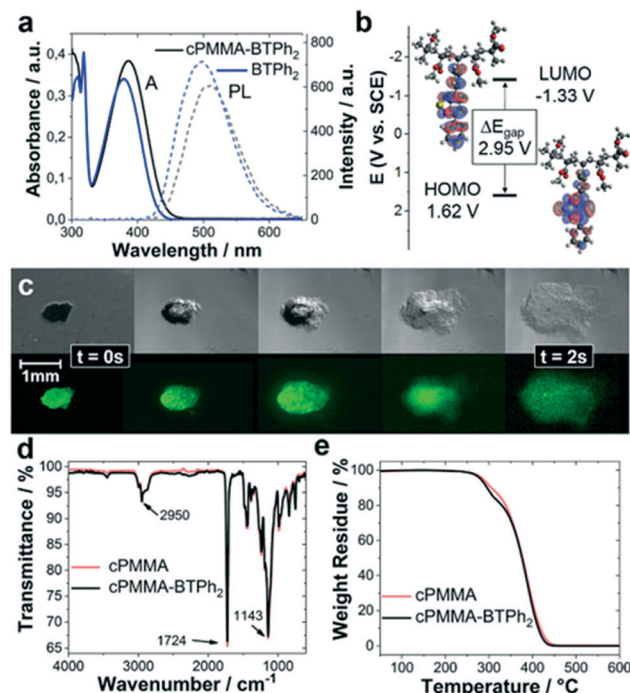 a
cPMMA-BTPh₂
BTPh₂
A
PL
0,4
0,3
0,2
0,1
0,0
Absorbance / a.u.
800
700
600
500
400
300
200
100
0
Intensity / a.u.
300 400 500 600
Wavelength / nm
b
-2
-1
0
1
2
E (V vs. SCE)
LUMO
-1.33 V
ΔEgap
2.95 V
HOMO
1.62 V
c
t = 0s
t = 2s
1mm
d
100
95
90
85
80
75
70
65
Transmittance / %
2950
cPMMA
cPMMA-BTPh₂
1143
1724
4000 3000 2000 1000
Wavenumber / cm⁻¹
e
100
80
60
40
20
0
Weight Residue / %
cPMMA
cPMMA-BTPh₂
100 200 300 400 500 600
Temperature / °C